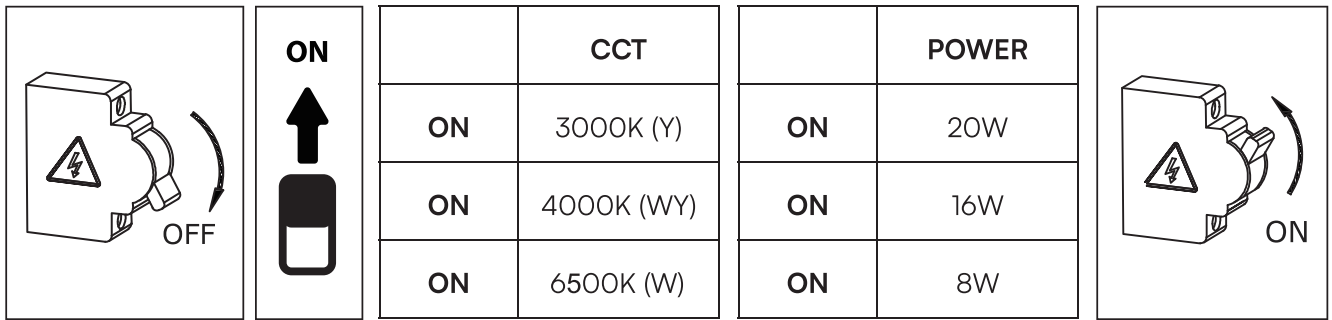 OFF
ON
CCT
ON 3000K (Y)
ON 4000K (WY)
ON 6500K (W)
POWER
ON 20W
ON 16W
ON 8W
ON